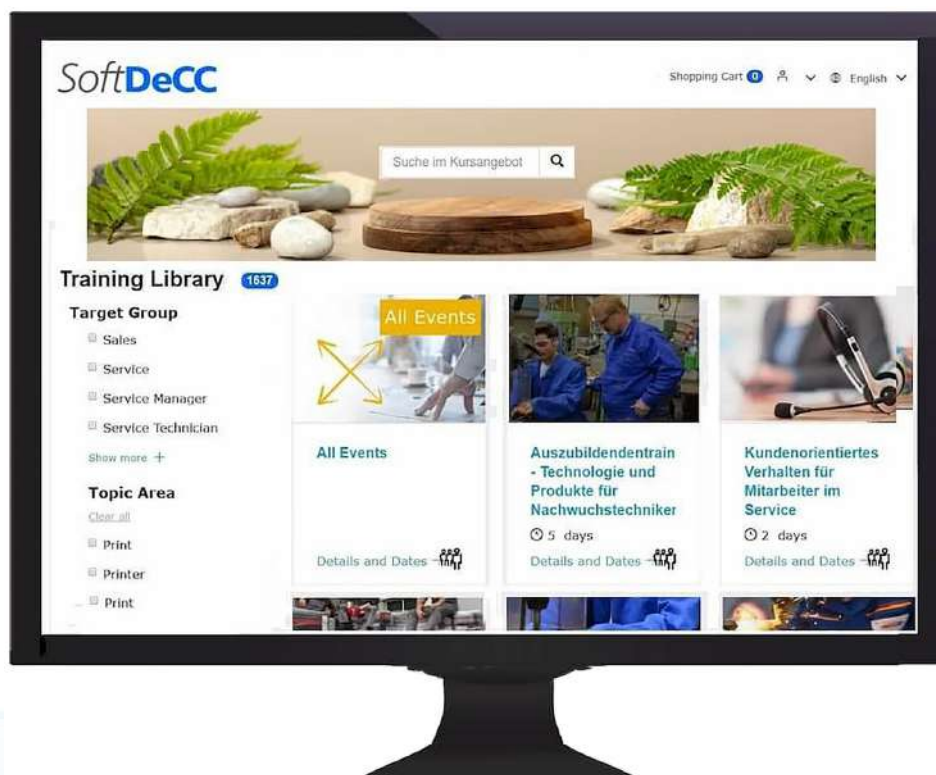 SoftDeCC
Shopping Cart 0
English
Suche im Kursangebot
Training Library 1637
Target Group
Sales
Service
Service Manager
Service Technician
Show more +
Topic Area
Clear all
Print
Printer
Print
All Events
All Events
Details and Dates
Auszubildendentrain
- Technologie und
Produkte für
Nachwuchstechniker
5 days
Details and Dates
Kundenorientiertes
Verhalten für
Mitarbeiter im
Service
2 days
Details and Dates